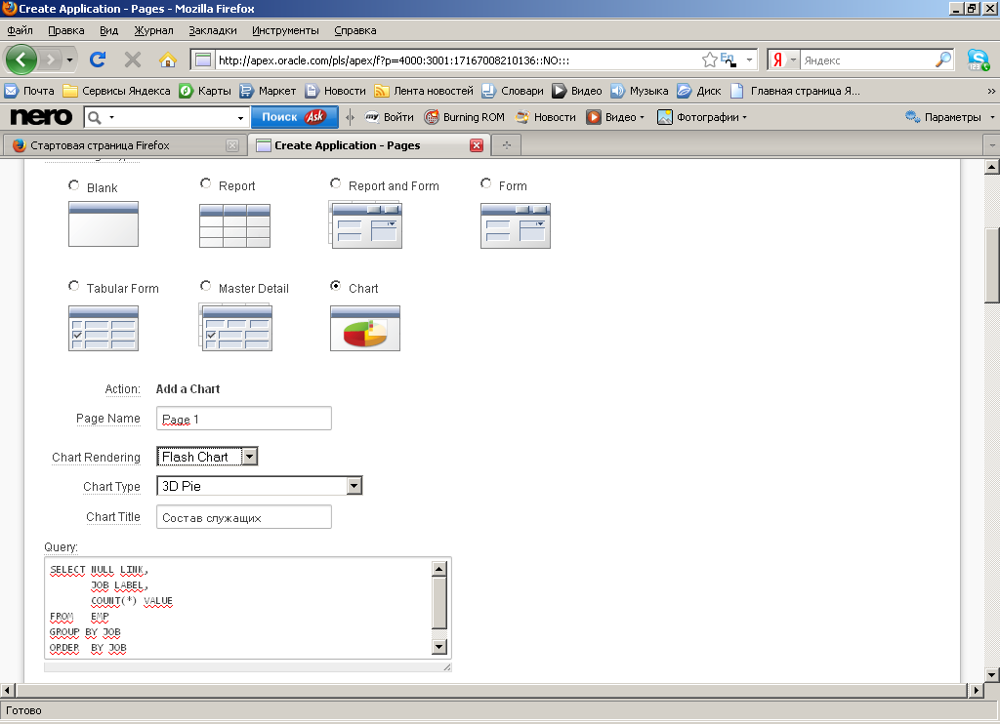 Create Application - Pages - Mozilla Firefox
Файл Правка Вид Журнал Закладки Инструменты Справка
http://apex.oracle.com/pls/apex/f?p=4000:3001:17167008210136::NO:::
Яндекс
Почта Сервисы Яндекса Карты Маркет Новости Лента новостей Словари Видео Музыка Диск Главная страница Я... »
nero Поиск Ask my Войти Burning ROM Новости Видео Фотографии Параметры
Стартовая страница Firefox Create Application - Pages
Blank Report Report and Form Form
Tabular Form Master Detail Chart
Action: Add a Chart
Page Name Page 1
Chart Rendering Flash Chart
Chart Type 3D Pie
Chart Title Состав служащих
Query:
SELECT NULL LINK,
JOB LABEL,
COUNT(*) VALUE
FROM EMP
GROUP BY JOB
ORDER BY JOB
Готово